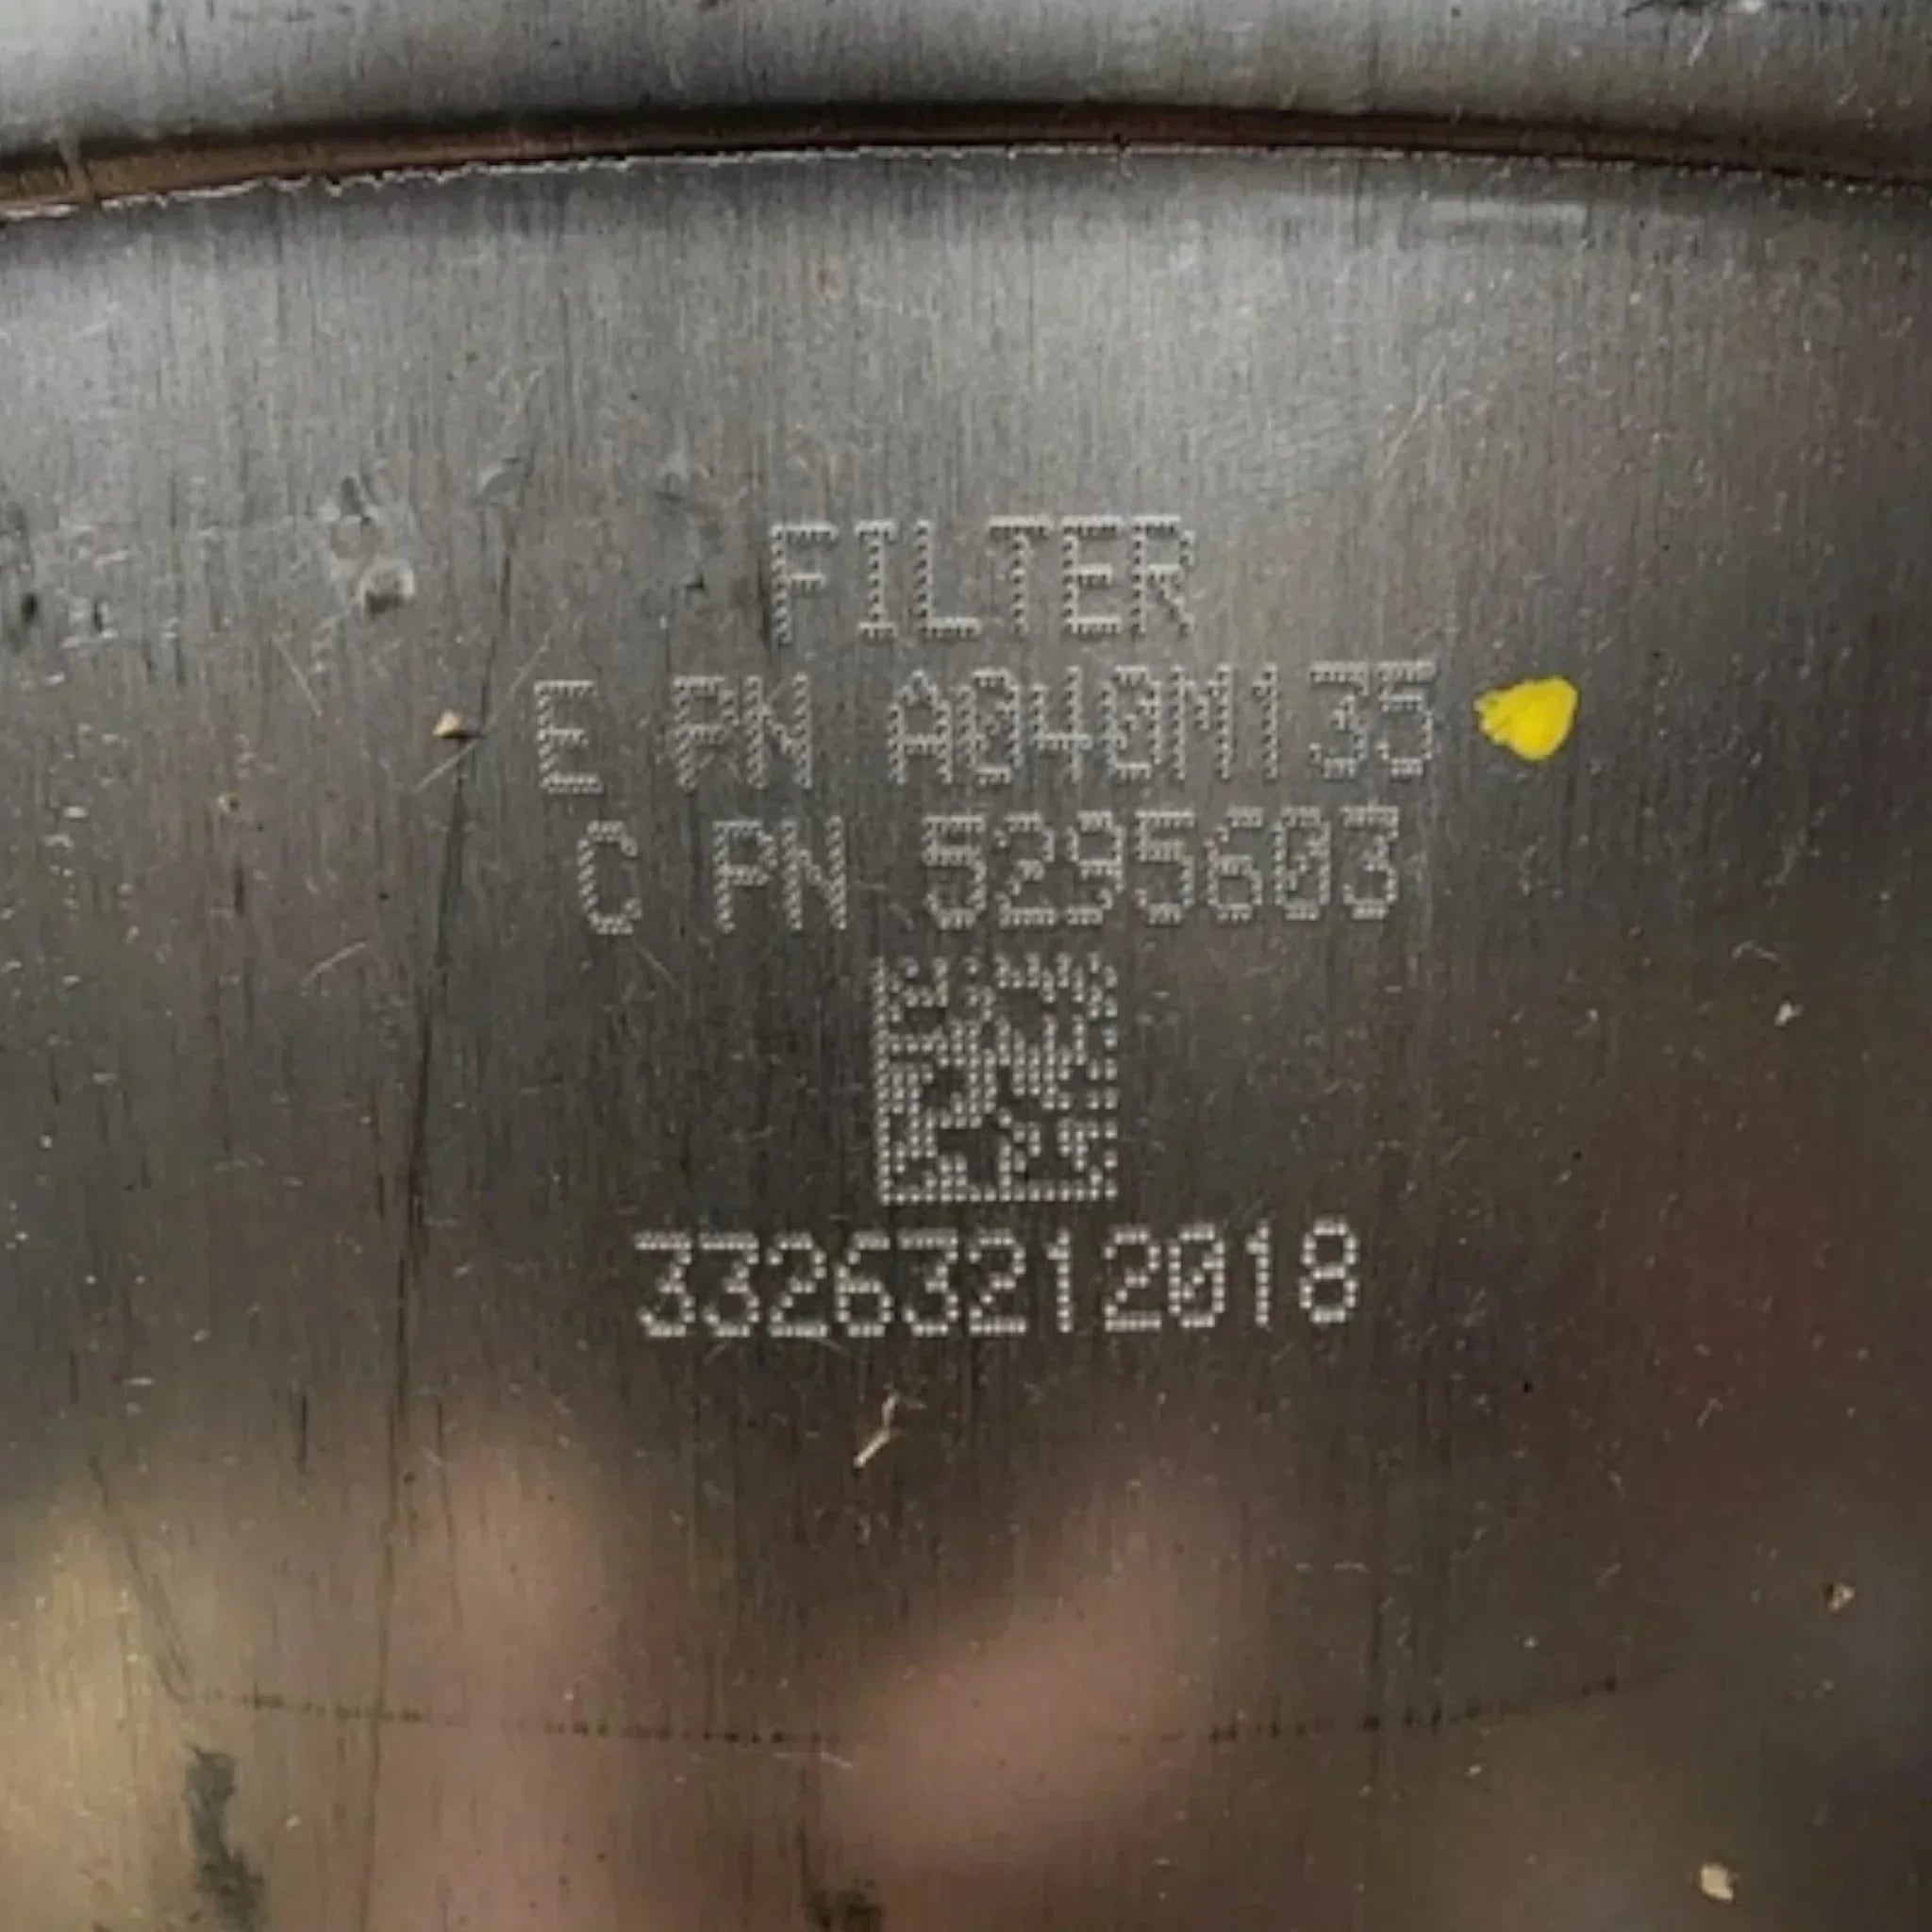 FILTER
E PN A040M135
C PN 5295603
33263212018